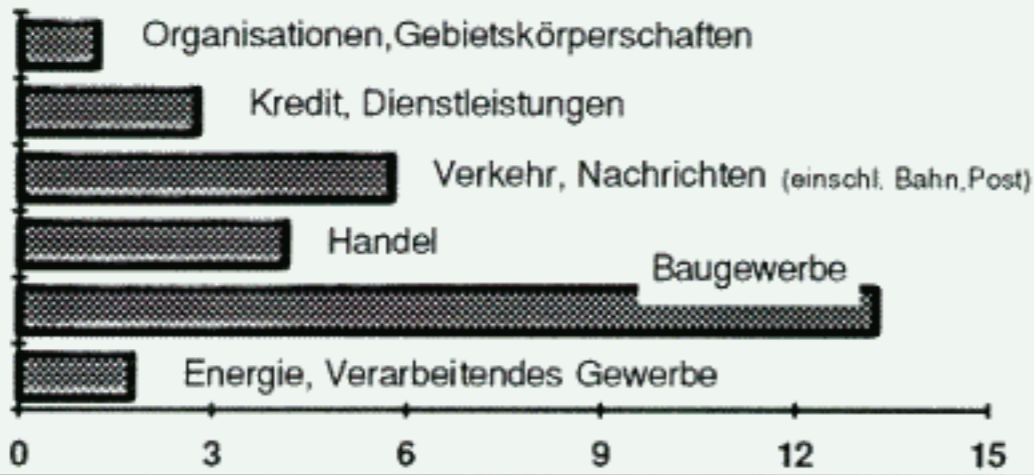 Organisationen,Gebietskörperschaften
Kredit, Dienstleistungen
Verkehr, Nachrichten (einschl. Bahn,Post)
Handel
Baugewerbe
Energie, Verarbeitendes Gewerbe
0 3 6 9 12 15